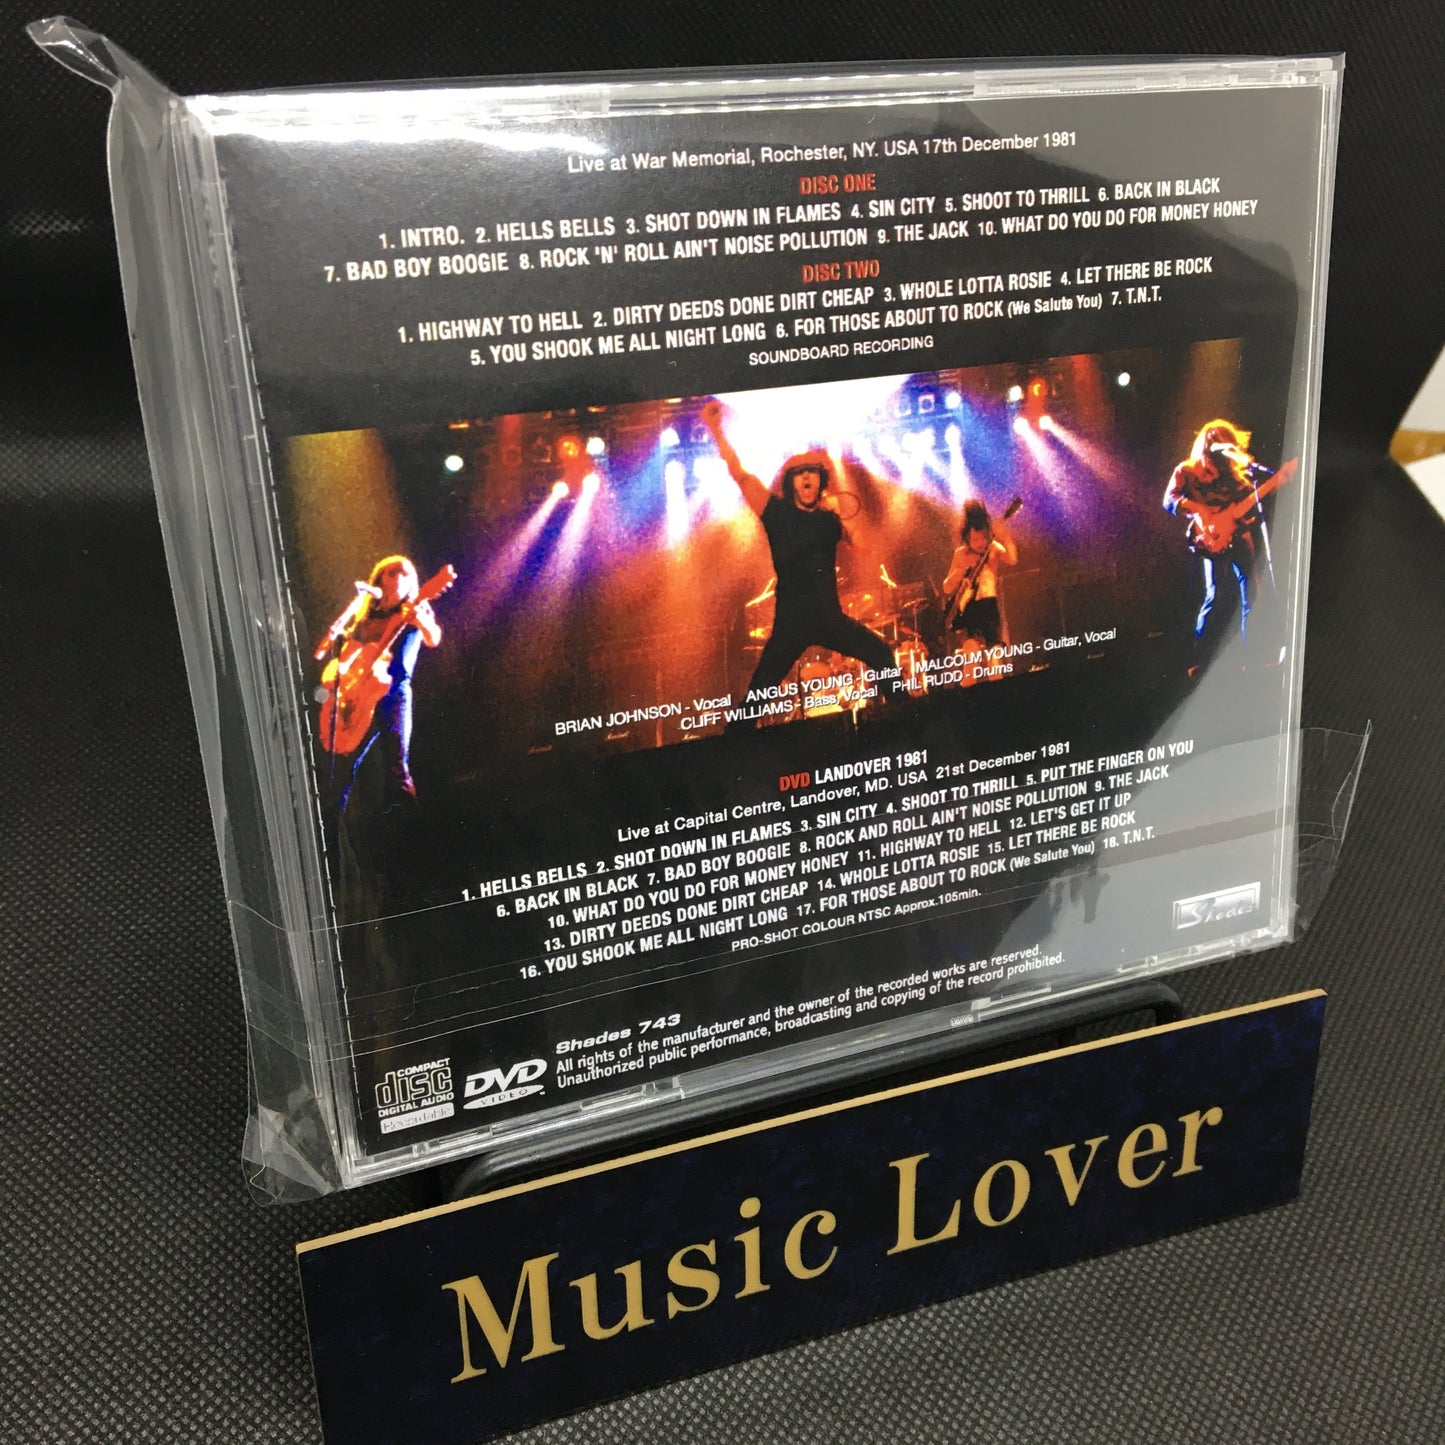 Live at War Memorial, Rochester, NY. USA 17th December 1981
DISC ONE
1. INTRO. 2. HELLS BELLS 3. SHOT DOWN IN FLAMES 4. SIN CITY 5. SHOOT TO THRILL 6. BACK IN BLACK
7. BAD BOY BOOGIE 8. ROCK 'N' ROLL AIN'T NOISE POLLUTION 9. THE JACK 10. WHAT DO YOU DO FOR MONEY HONEY
DISC TWO
1. HIGHWAY TO HELL 2. DIRTY DEEDS DONE DIRT CHEAP 3. WHOLE LOTTA ROSIE 4. LET THERE BE ROCK
5. YOU SHOOK ME ALL NIGHT LONG 6. FOR THOSE ABOUT TO ROCK (We Salute You) 7. T.N.T.
SOUNDBOARD RECORDING
BRIAN JOHNSON - Vocal ANGUS YOUNG - Guitar MALCOLM YOUNG - Guitar, Vocal
CLIFF WILLIAMS - Bass, Vocal PHIL RUDD - Drums
DVD LANDOVER 1981
Live at Capital Centre, Landover, MD. USA 21st December 1981
1. HELLS BELLS 2. SHOT DOWN IN FLAMES 3. SIN CITY 4. SHOOT TO THRILL 5. PUT THE FINGER ON YOU
6. BACK IN BLACK 7. BAD BOY BOOGIE 8. ROCK AND ROLL AIN'T NOISE POLLUTION 9. THE JACK
10. WHAT DO YOU DO FOR MONEY HONEY 11. HIGHWAY TO HELL 12. LET'S GET IT UP
13. DIRTY DEEDS DONE DIRT CHEAP 14. WHOLE LOTTA ROSIE 15. LET THERE BE ROCK
16. YOU SHOOK ME ALL NIGHT LONG 17. FOR THOSE ABOUT TO ROCK (We Salute You) 18. T.N.T.
PRO-SHOT COLOUR NTSC Approx.105min.
Shades
Shades 743
All rights of the manufacturer and the owner of the recorded works are reserved.
Unauthorized public performance, broadcasting and copying of the record prohibited.
COMPACT
disc
DIGITAL AUDIO
Recordable
DVD
VIDEO
Music Lover